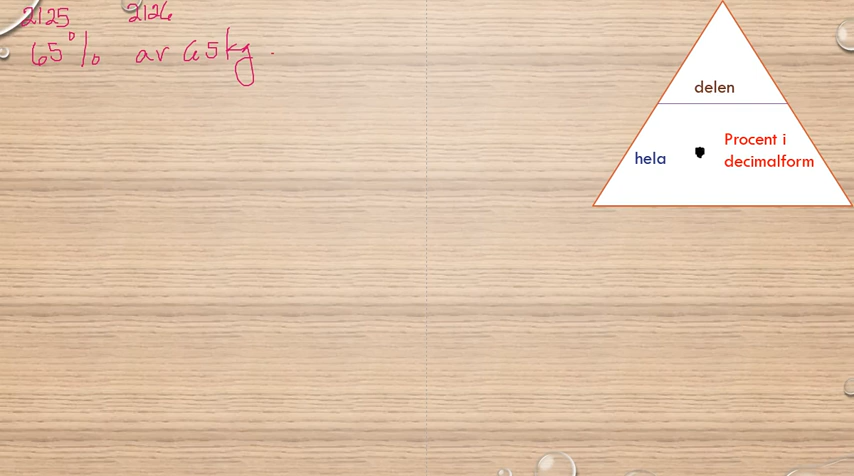 2125 2126
65% av 65kg
delen
hela
Procent i
decimalform